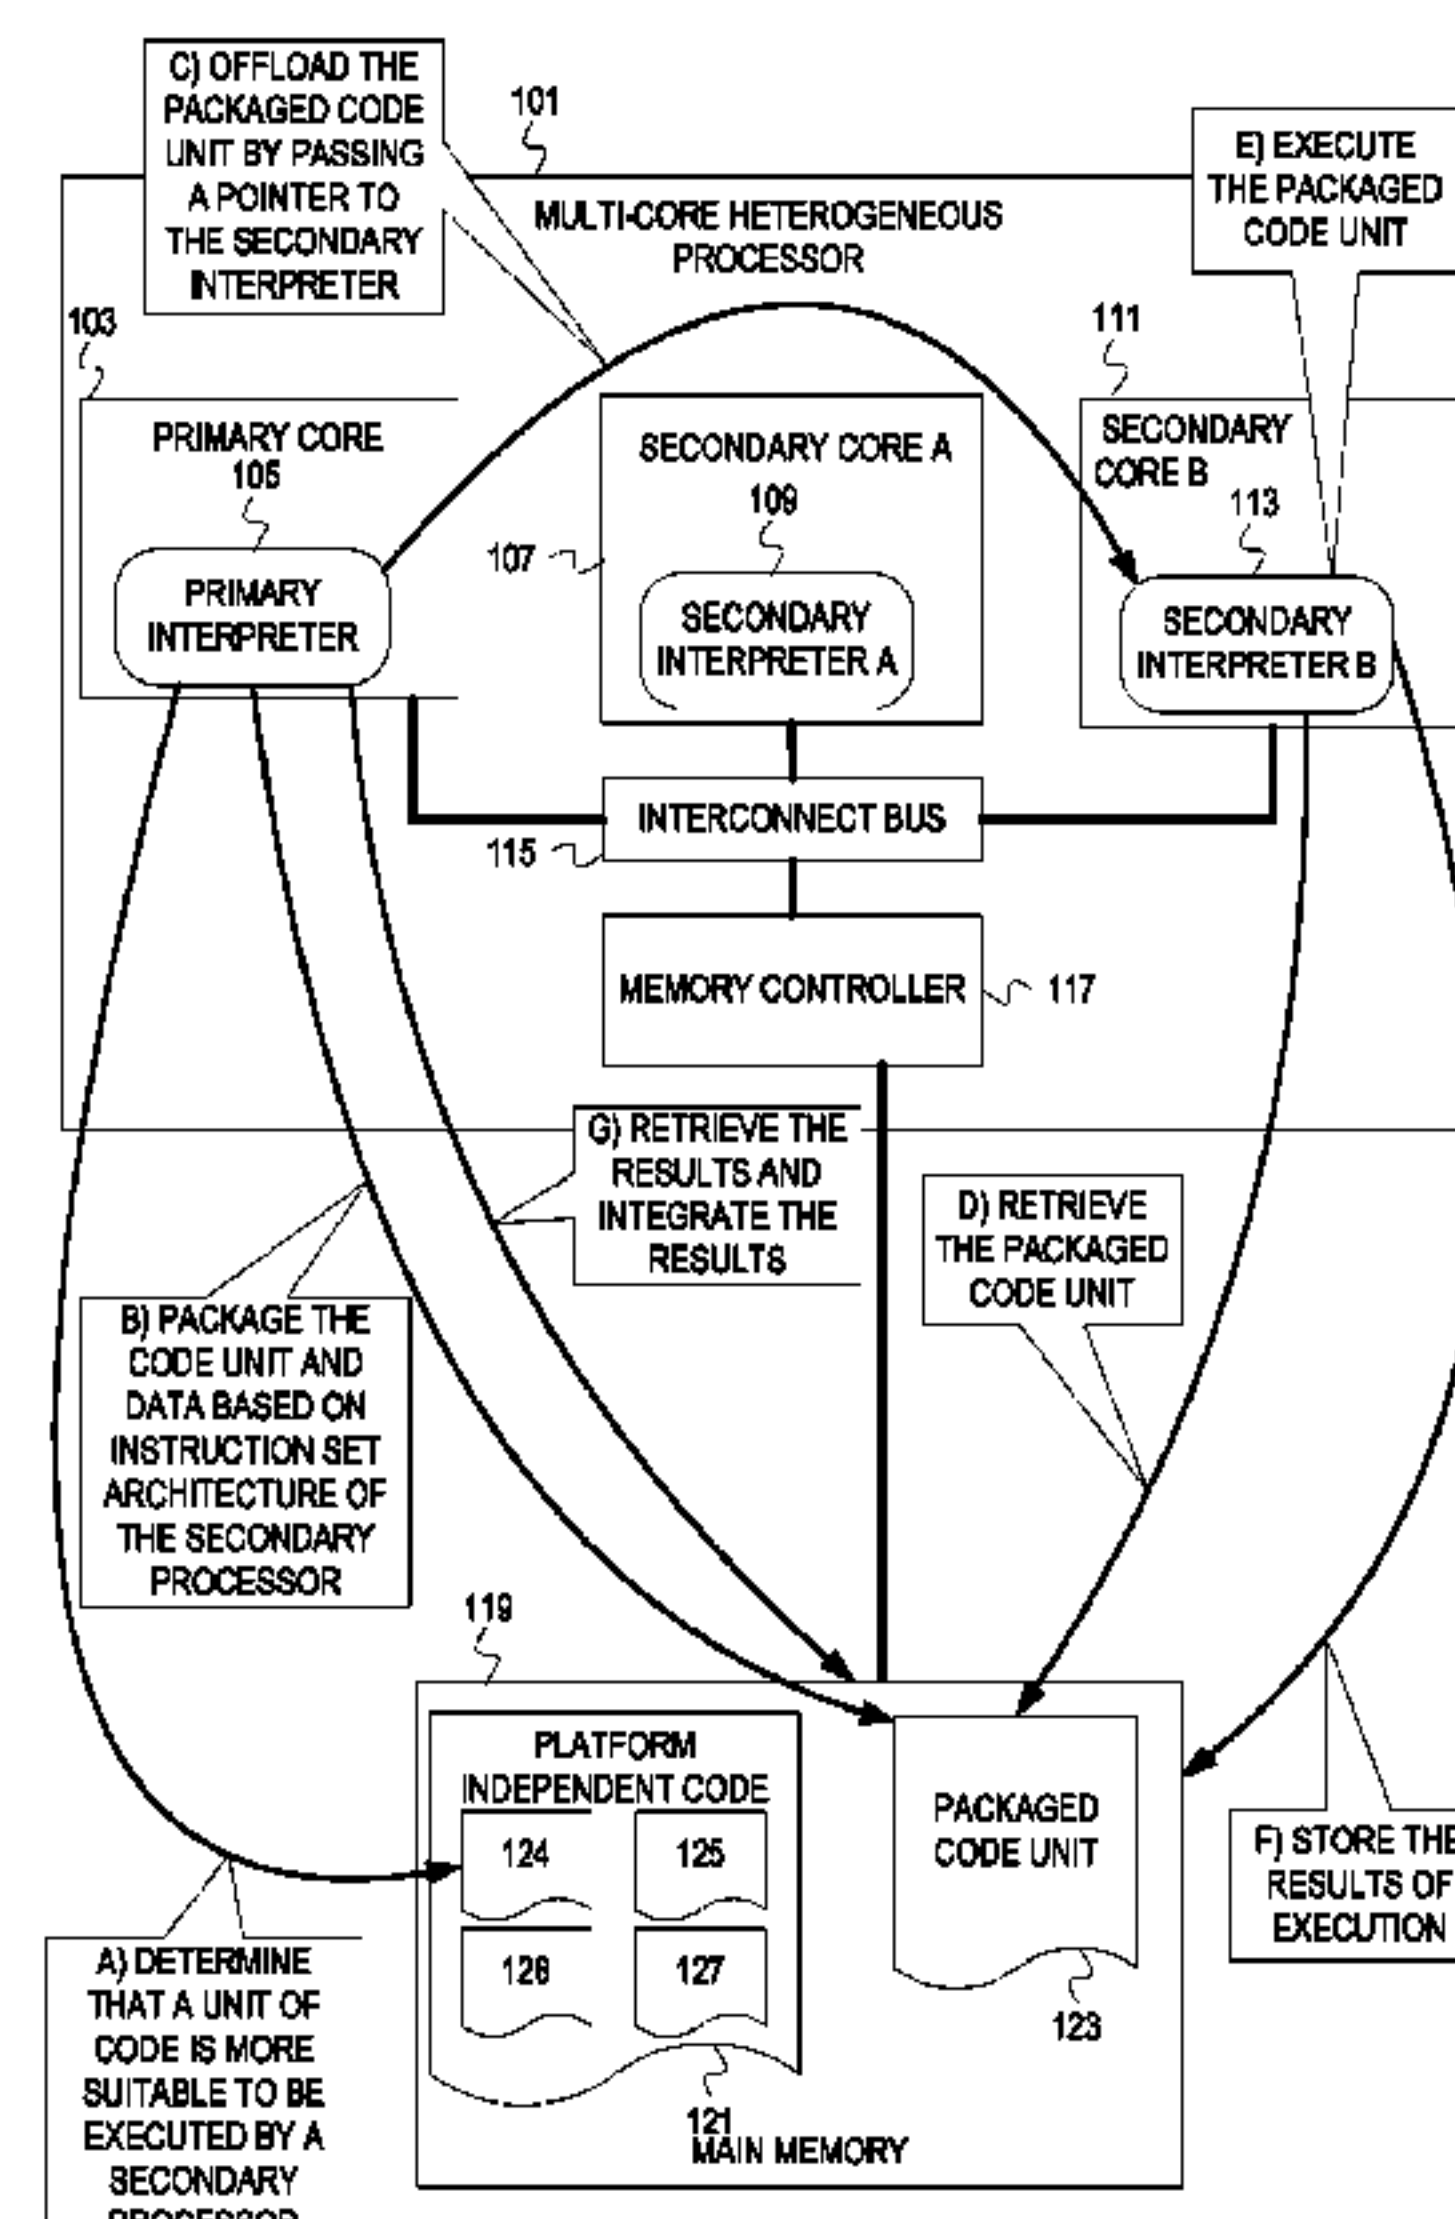 C) OFFLOAD THE
PACKAGED CODE
UNIT BY PASSING
A POINTER TO
THE SECONDARY
INTERPRETER
101
E) EXECUTE
THE PACKAGED
CODE UNIT
MULTI-CORE HETEROGENEOUS
PROCESSOR
103
111
PRIMARY CORE
105
PRIMARY
INTERPRETER
SECONDARY CORE A
109
107
SECONDARY
INTERPRETER A
SECONDARY
CORE B
113
SECONDARY
INTERPRETER B
INTERCONNECT BUS
115
MEMORY CONTROLLER
117
G) RETRIEVE THE
RESULTS AND
INTEGRATE THE
RESULTS
D) RETRIEVE
THE PACKAGED
CODE UNIT
B) PACKAGE THE
CODE UNIT AND
DATA BASED ON
INSTRUCTION SET
ARCHITECTURE OF
THE SECONDARY
PROCESSOR
119
PLATFORM
INDEPENDENT CODE
124
125
126
127
121
PACKAGED
CODE UNIT
123
MAIN MEMORY
F) STORE THE
RESULTS OF
EXECUTION
A) DETERMINE
THAT A UNIT OF
CODE IS MORE
SUITABLE TO BE
EXECUTED BY A
SECONDARY
PROCESSOR